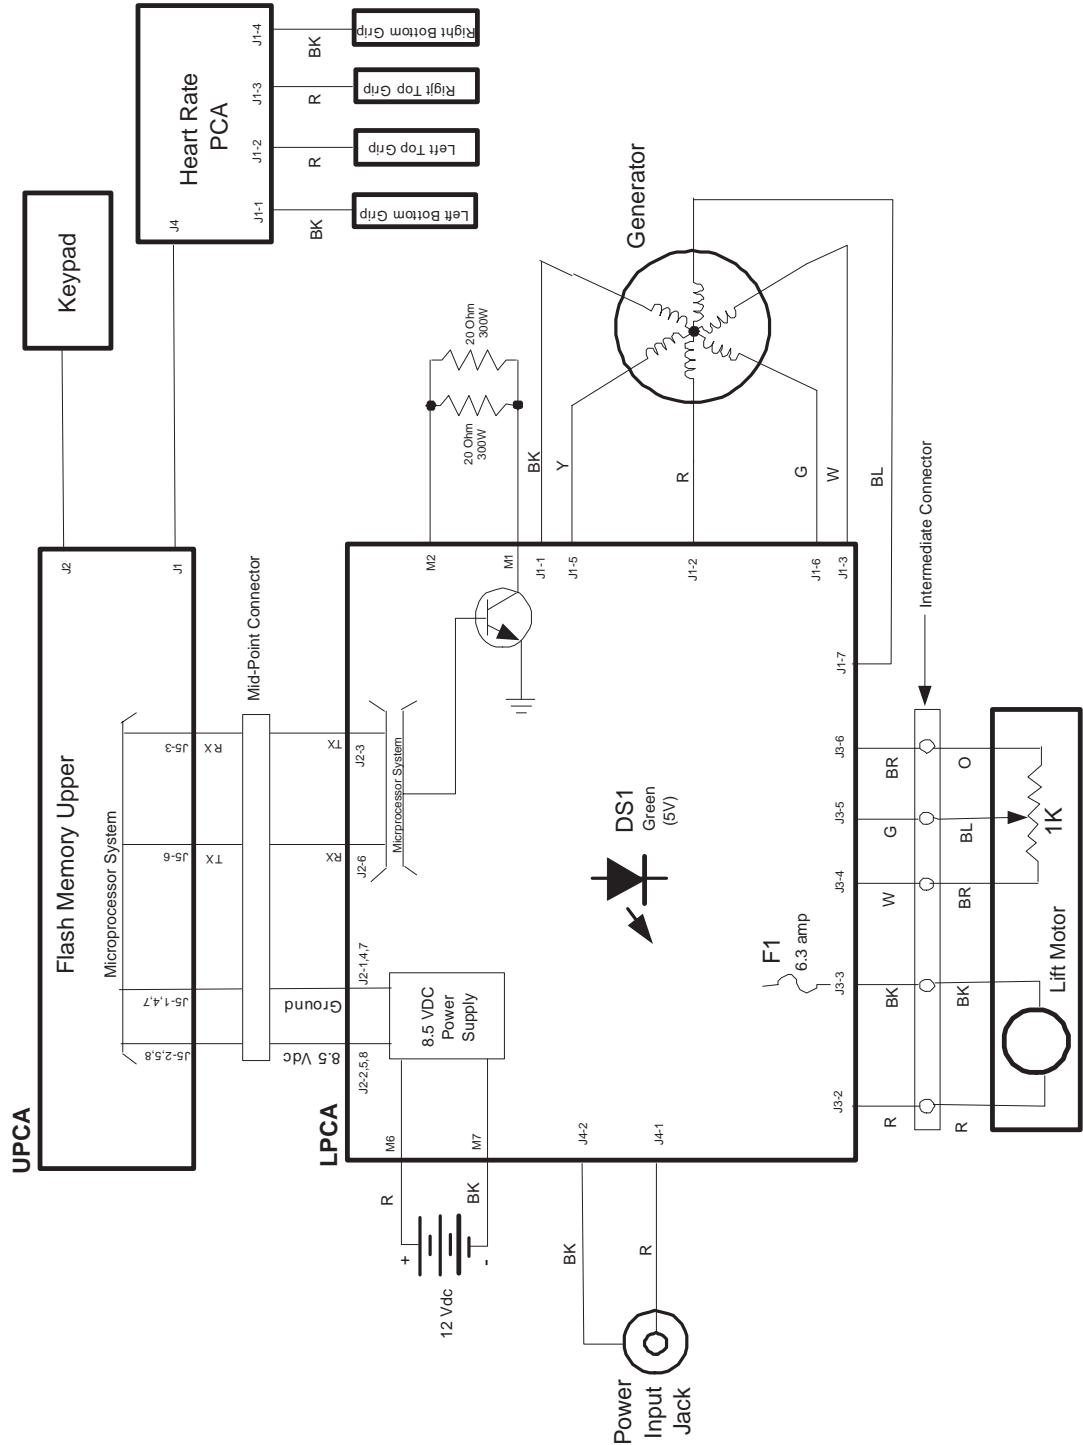 UPCA
Flash Memory Upper
Microprocessor System
J2
J1
J5-2,5,8
J5-1,4,7
J5-6
TX
J5-3
RX
Keypad
Heart Rate
PCA
J4
J1-1
J1-2
J1-3
J1-4
BK
R
R
BK
Left Bottom Grip
Left Top Grip
Rigjt Top Grip
Right Bottom Grip
Mid-Point Connector
8.5 Vdc
Ground
RX
TX
LPCA
J2-2,5,8
J2-1,4,7
J2-6
J2-3
Micrprocessor System
8.5 VDC
Power
Supply
M6
M7
R
BK
+
-
12 Vdc
J4-2
J4-1
BK
R
Power
Input
Jack
M2
M1
20 Ohm
300W
20 Ohm
300W
J1-1
J1-5
J1-2
J1-6
J1-3
J1-7
BK
Y
R
G
W
BL
Generator
DS1
Green
(5V)
F1
6.3 amp
J3-2
J3-3
J3-4
J3-5
J3-6
R
BK
W
G
BR
Intermediate Connector
R
BK
BR
BL
O
Lift Motor
1K